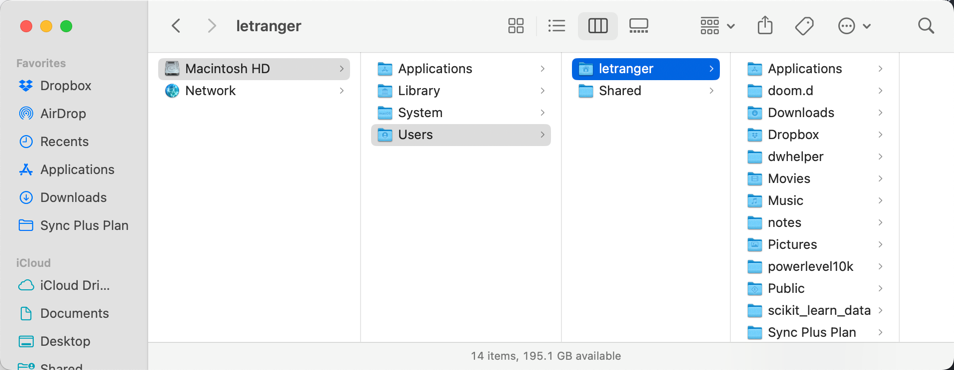 letranger
Favorites
Dropbox
AirDrop
Recents
Applications
Downloads
Sync Plus Plan
iCloud
iCloud Dri...
Documents
Desktop
Shared
Macintosh HD
Network
Applications
Library
System
Users
letranger
Shared
Applications
doom.d
Downloads
Dropbox
dwhelper
Movies
Music
notes
Pictures
powerlevel10k
Public
scikit_learn_data
Sync Plus Plan
14 items, 195.1 GB available